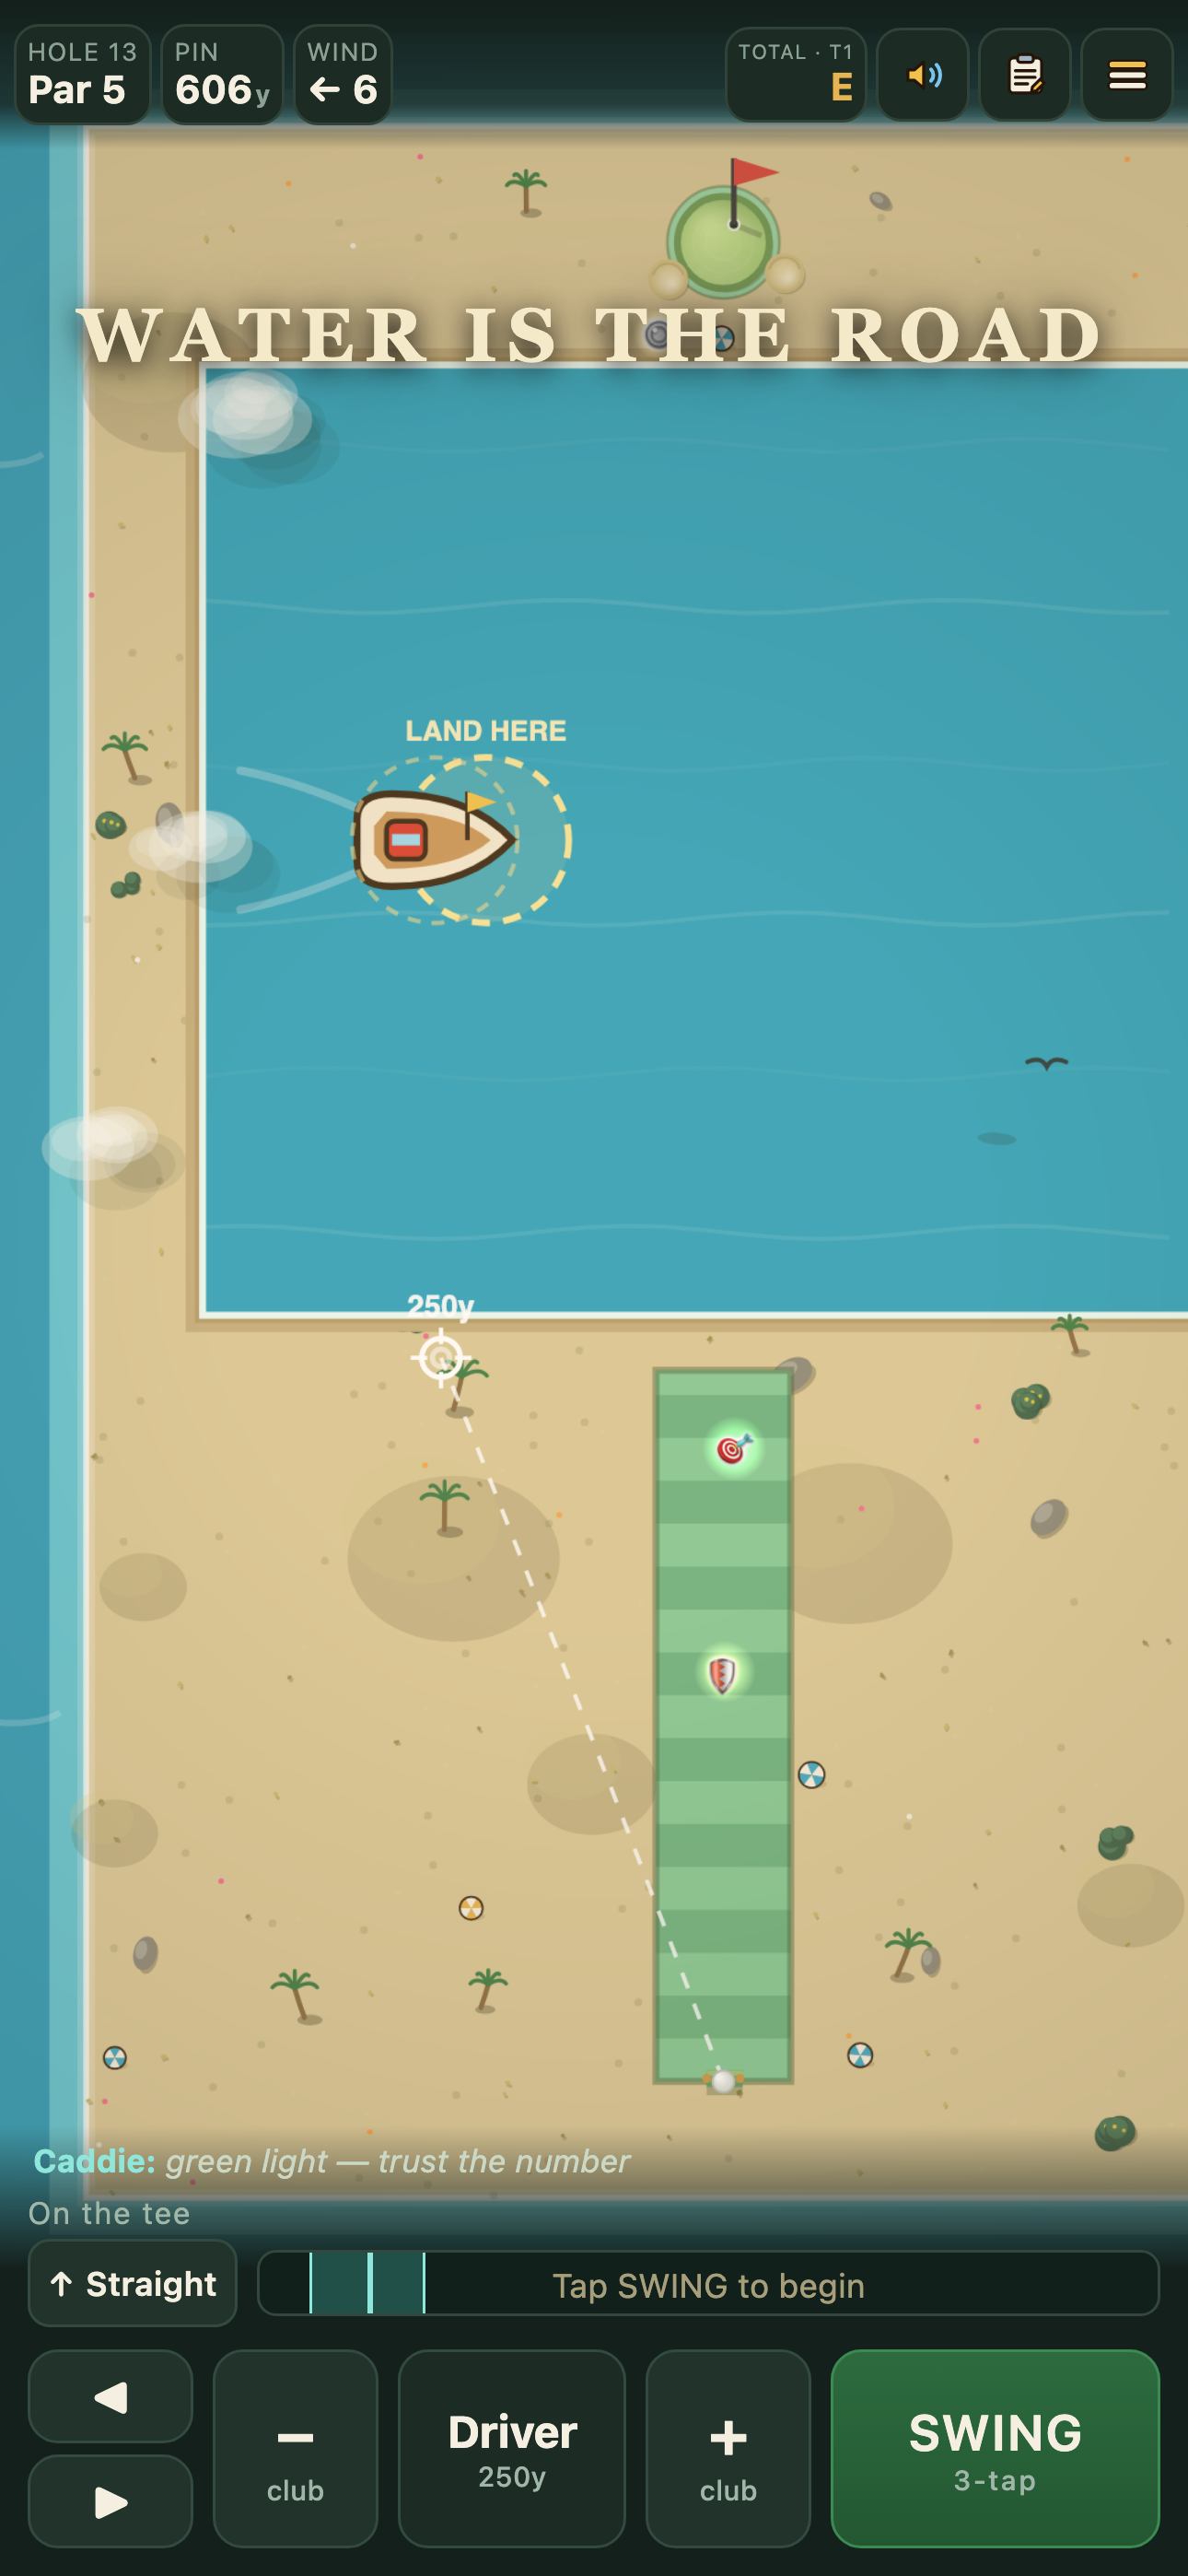 HOLE 13
Par 5
PIN
606y
WIND
← 6
TOTAL · T1
E
WATER IS THE ROAD
LAND HERE
250y
Caddie: green light — trust the number
On the tee
↑ Straight
Tap SWING to begin
−
club
Driver
250y
+
club
SWING
3-tap